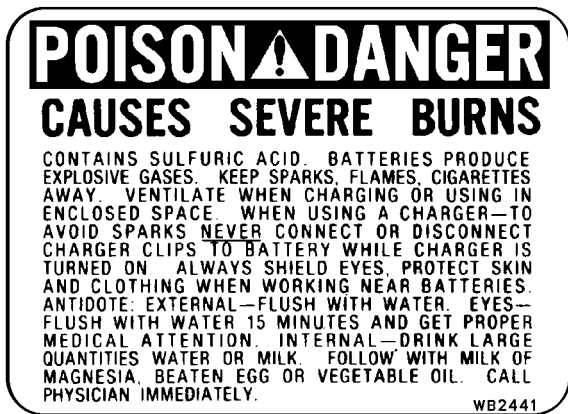 POISON DANGER
CAUSES SEVERE BURNS
CONTAINS SULFURIC ACID. BATTERIES PRODUCE
EXPLOSIVE GASES. KEEP SPARKS, FLAMES, CIGARETTES
AWAY. VENTILATE WHEN CHARGING OR USING IN
ENCLOSED SPACE. WHEN USING A CHARGER—TO
AVOID SPARKS NEVER CONNECT OR DISCONNECT
CHARGER CLIPS TO BATTERY WHILE CHARGER IS
TURNED ON. ALWAYS SHIELD EYES, PROTECT SKIN
AND CLOTHING WHEN WORKING NEAR BATTERIES.
ANTIDOTE: EXTERNAL—FLUSH WITH WATER. EYES—
FLUSH WITH WATER 15 MINUTES AND GET PROPER
MEDICAL ATTENTION. INTERNAL—DRINK LARGE
QUANTITIES WATER OR MILK. FOLLOW WITH MILK OF
MAGNESIA, BEATEN EGG OR VEGETABLE OIL. CALL
PHYSICIAN IMMEDIATELY.
WB2441